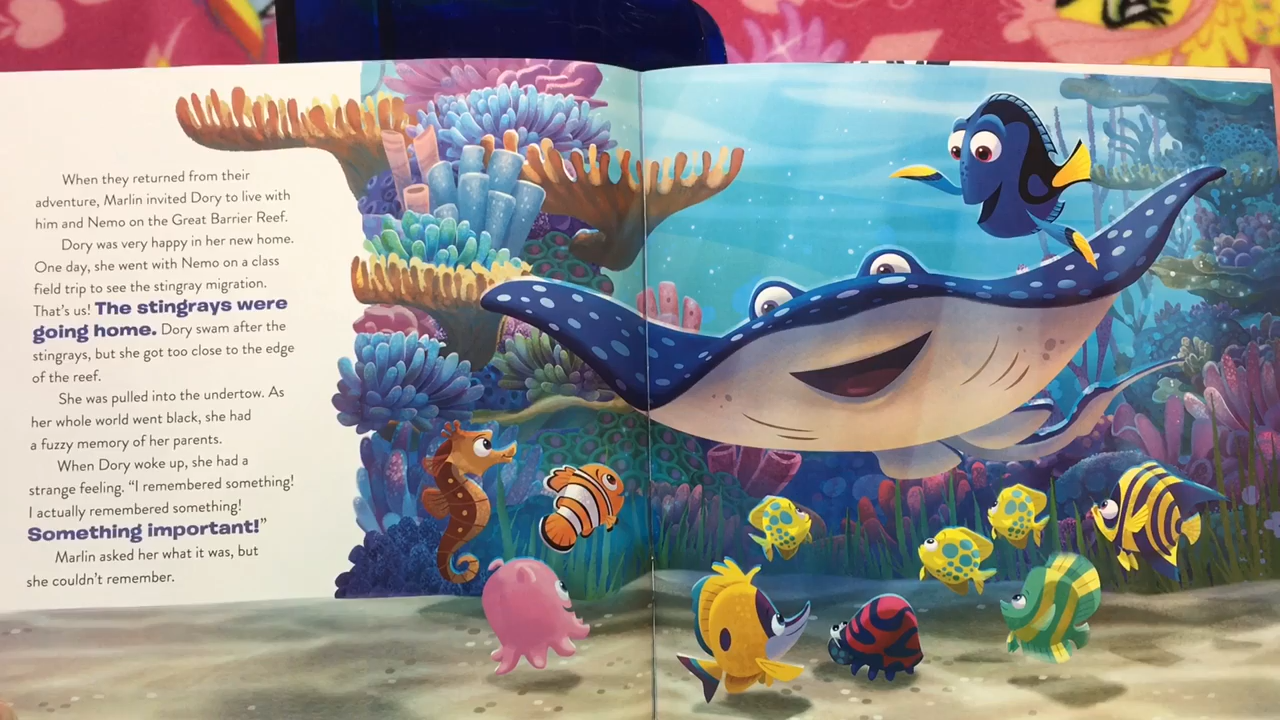 When they returned from their
adventure, Marlin invited Dory to live with
him and Nemo on the Great Barrier Reef.
Dory was very happy in her new home.
One day, she went with Nemo on a class
field trip to see the stingray migration.
That's us! The stingrays were
going home. Dory swam after the
stingrays, but she got too close to the edge
of the reef.
She was pulled into the undertow. As
her whole world went black, she had
a fuzzy memory of her parents.
When Dory woke up, she had a
strange feeling. “I remembered something!
I actually remembered something!
Something important!”
Marlin asked her what it was, but
she couldn't remember.